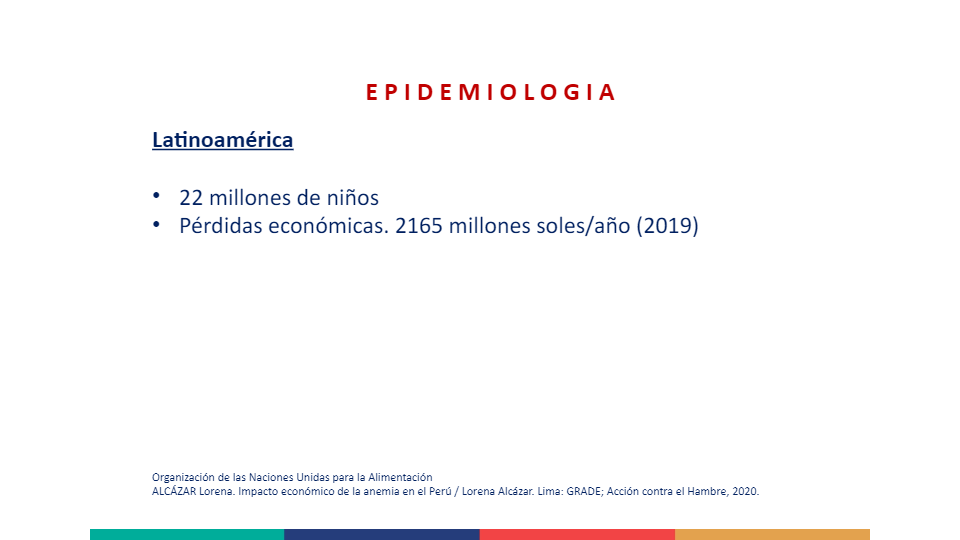 EPIDEMIOLOGIA
Latinoamérica
• 22 millones de niños
• Pérdidas económicas. 2165 millones soles/año (2019)
Organización de las Naciones Unidas para la Alimentación
ALCÁZAR Lorena. Impacto económico de la anemia en el Perú / Lorena Alcázar. Lima: GRADE; Acción contra el Hambre, 2020.